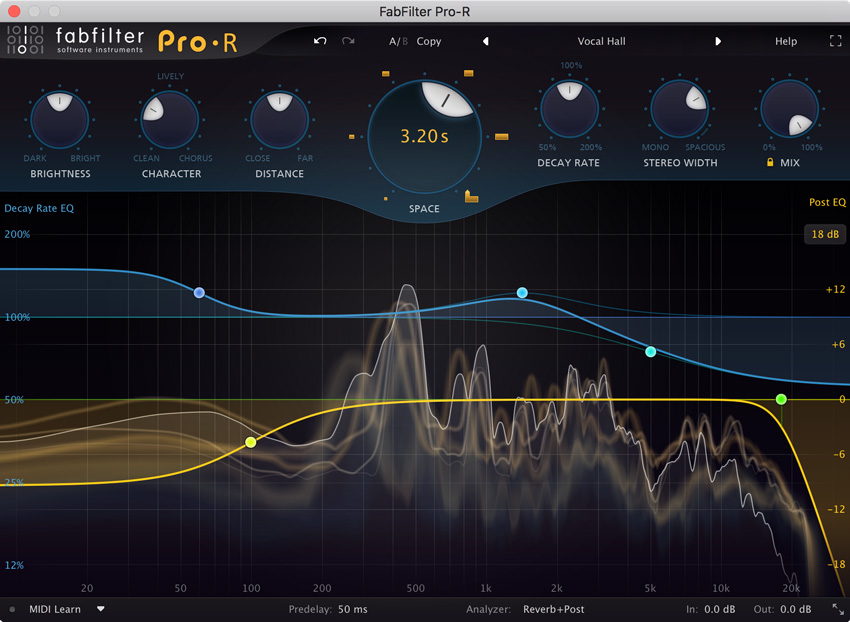 FabFilter Pro-R
fabfilter
software instruments
Pro·R
A/B Copy
Vocal Hall
Help
LIVELY
100%
3.20s
DARK BRIGHT
CLEAN CHORUS
CLOSE FAR
50% 200%
MONO SPACIOUS
0% 100%
BRIGHTNESS
CHARACTER
DISTANCE
DECAY RATE
STEREO WIDTH
MIX
SPACE
Decay Rate EQ
Post EQ
200%
18 dB
+12
100%
+6
50%
0
-6
25%
-12
12%
-18
20 50 100 200 500 1k 2k 5k 10k 20k
MIDI Learn
Predelay: 50 ms
Analyzer: Reverb+Post
In: 0.0 dB
Out: 0.0 dB